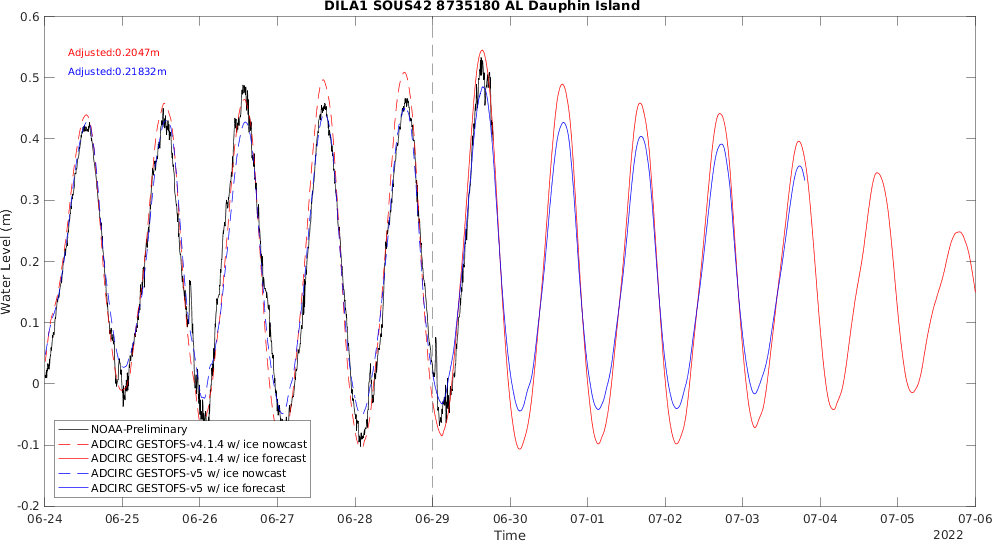 DILA1 SOUS42 8735180 AL Dauphin Island
0.6
Adjusted:0.2047m
Adjusted:0.21832m
0.5
0.4
0.3
0.2
0.1
0
-0.1
-0.2
Water Level (m)
NOAA-Preliminary
ADCIRC GESTOFS-v4.1.4 w/ ice nowcast
ADCIRC GESTOFS-v4.1.4 w/ ice forecast
ADCIRC GESTOFS-v5 w/ ice nowcast
ADCIRC GESTOFS-v5 w/ ice forecast
06-24 06-25 06-26 06-27 06-28 06-29 06-30 07-01 07-02 07-03 07-04 07-05 07-06
Time
2022